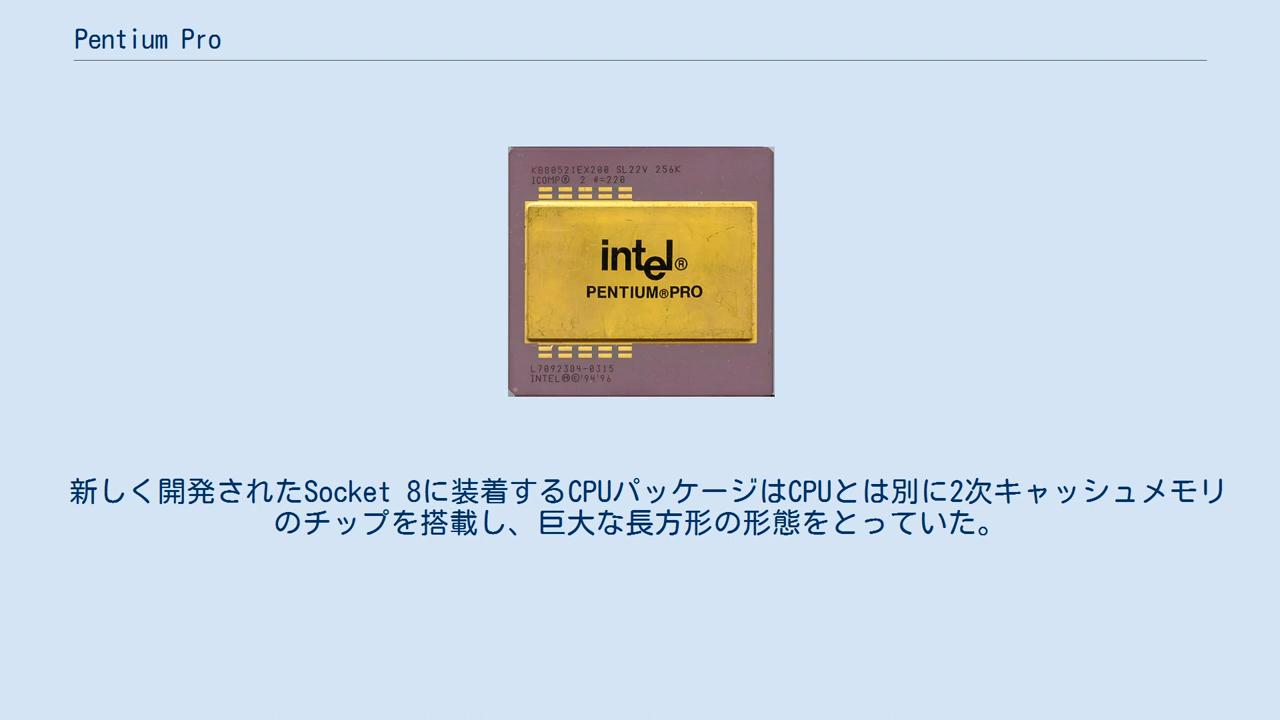 Pentium Pro
KB80521EX200 SL22V 256K
ICOMP® 2 #=220
intel®
PENTIUM®PRO
L7092304-0315
INTELⓂ©'94'96
新しく開発されたSocket 8に装着するCPUパッケージはCPUとは別に2次キャッシュメモリ
のチップを搭載し、巨大な長方形の形態をとっていた。